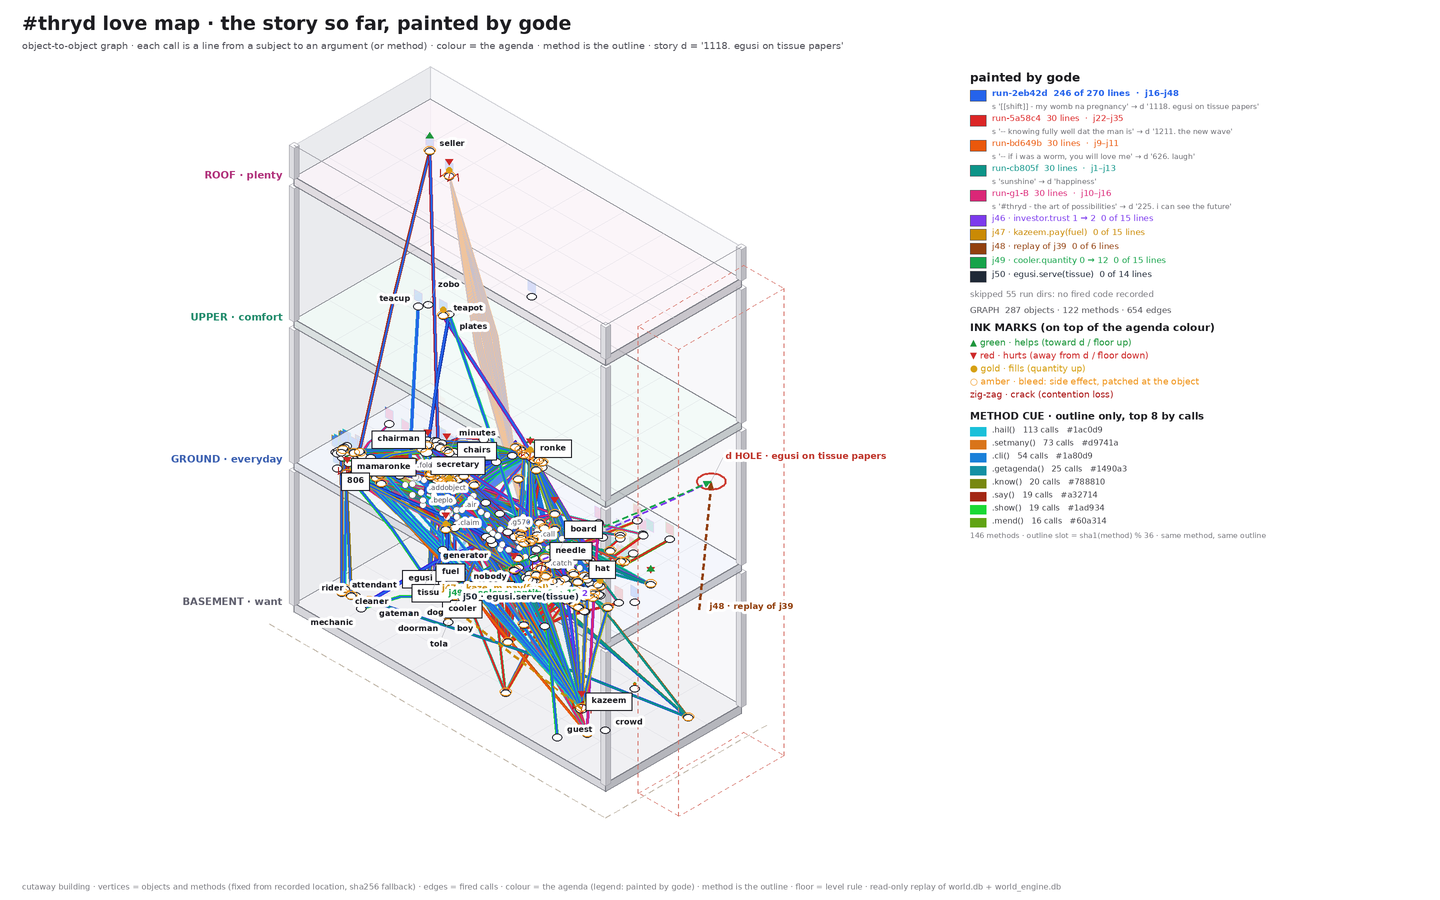 #thryd love map · the story so far, painted by gode
object-to-object graph · each call is a line from a subject to an argument (or method) · colour = the agenda · method is the outline · story d = '1118. egusi on tissue papers'
ROOF · plenty
UPPER · comfort
GROUND · everyday
BASEMENT · want
seller
zobo
teacup
teapot
plates
minutes
chairman
chairs
ronke
mamaronke
secretary
806
.addobject
.beplo
.air
.claim
.g570
.call
board
generator
needle
.catch
fuel
egusi
nobody
hat
rider
attendant
tissu
j50 · egusi.serve(tissue)
cleaner
cooler
gateman
dog
mechanic
doorman
boy
tola
kazeem
crowd
guest
d HOLE · egusi on tissue papers
j48 · replay of j39
painted by gode
run-2eb42d 246 of 270 lines · j16–j48
s '[[shift]] - my womb na pregnancy' → d '1118. egusi on tissue papers'
run-5a58c4 30 lines · j22–j35
s '-- knowing fully well dat the man is' → d '1211. the new wave'
run-bd649b 30 lines · j9–j11
s '-- if i was a worm, you will love me' → d '626. laugh'
run-cb805f 30 lines · j1–j13
s 'sunshine' → d 'happiness'
run-g1-B 30 lines · j10–j16
s '#thryd - the art of possibilities' → d '225. i can see the future'
j46 · investor.trust 1 → 2 0 of 15 lines
j47 · kazeem.pay(fuel) 0 of 15 lines
j48 · replay of j39 0 of 6 lines
j49 · cooler.quantity 0 → 12 0 of 15 lines
j50 · egusi.serve(tissue) 0 of 14 lines
skipped 55 run dirs: no fired code recorded
GRAPH 287 objects · 122 methods · 654 edges
INK MARKS (on top of the agenda colour)
▲ green · helps (toward d / floor up)
▼ red · hurts (away from d / floor down)
● gold · fills (quantity up)
○ amber · bleed: side effect, patched at the object
zig-zag · crack (contention loss)
METHOD CUE · outline only, top 8 by calls
.hail() 113 calls #1ac0d9
.setmany() 73 calls #d9741a
.cli() 54 calls #1a80d9
.getagenda() 25 calls #1490a3
.know() 20 calls #788810
.say() 19 calls #a32714
.show() 19 calls #1ad934
.mend() 16 calls #60a314
146 methods · outline slot = sha1(method) % 36 · same method, same outline
cutaway building · vertices = objects and methods (fixed from recorded location, sha256 fallback) · edges = fired calls · colour = the agenda (legend: painted by gode) · method is the outline · floor = level rule · read-only replay of world.db + world_engine.db